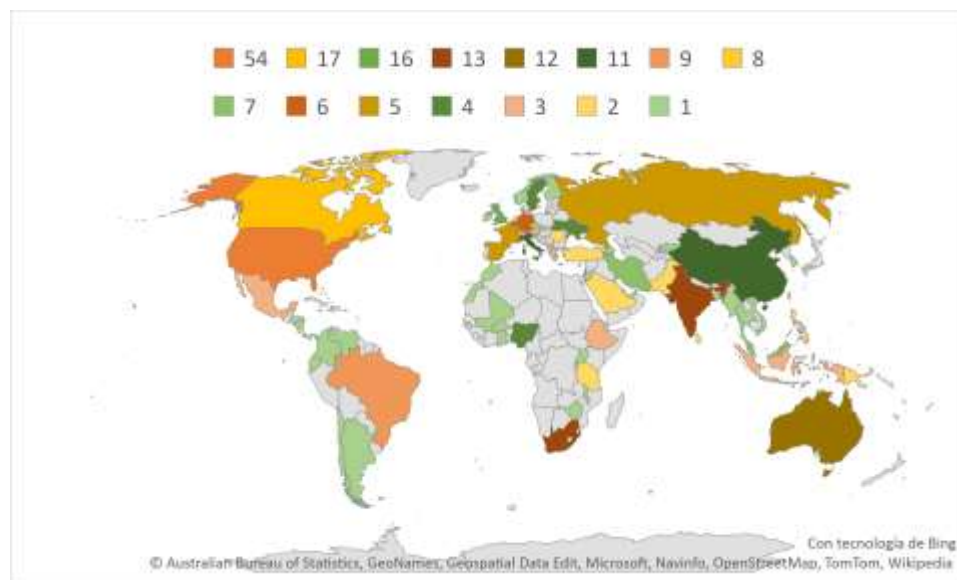 54 17 16 13 12 11 9 8
7 6 5 4 3 2 1
Con tecnología de Bing
© Australian Bureau of Statistics, GeoNames, Geospatial Data Edit, Microsoft, Navinfo, OpenStreetMap, TomTom, Wikipedia